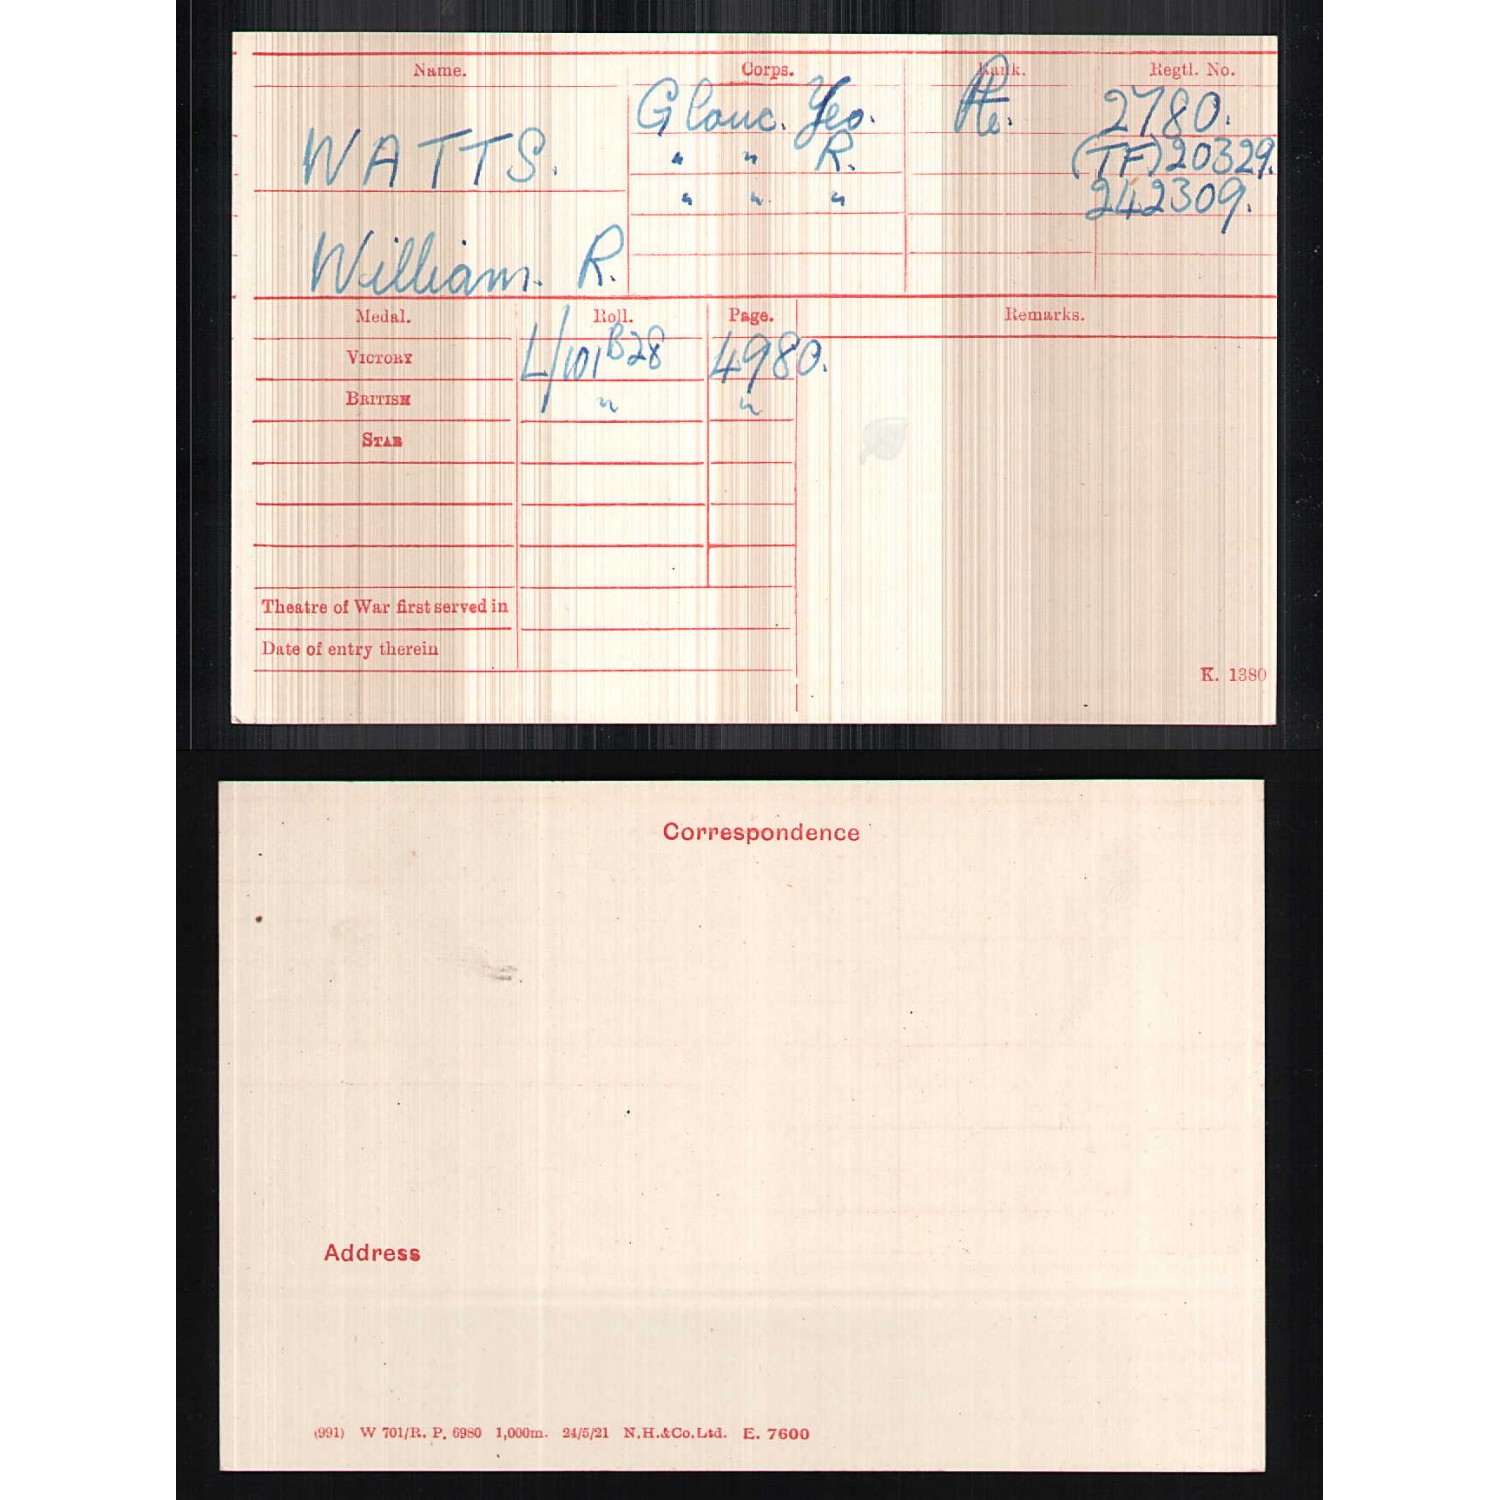 Name. Corps. Rank. Regtl. No.
Glouc. Yeo. Pte. 2780.
WATTS. " " R. (TF) 20329.
" " " 242309.
William. R.
Medal. Roll. Page. Remarks.
VICTORY L/101B28 4980.
BRITISH " "
STAR
Theatre of War first served in
Date of entry therein
K. 1380
Correspondence
Address
(991) W 701/R. P. 6980 1,000m. 24/5/21 N.H.&Co.Ltd. E. 7600